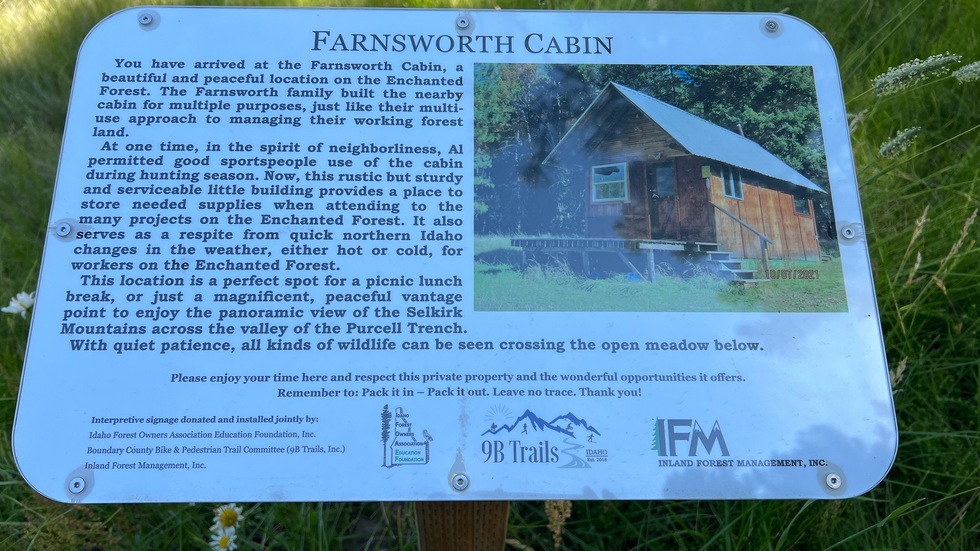 FARNSWORTH CABIN
You have arrived at the Farnsworth Cabin, a
beautiful and peaceful location on the Enchanted
Forest. The Farnsworth family built the nearby
cabin for multiple purposes, just like their multi-
use approach to managing their working forest
land.
At one time, in the spirit of neighborliness, Al
permitted good sportspeople use of the cabin
during hunting season. Now, this rustic but sturdy
and serviceable little building provides a place to
store needed supplies when attending to the
many projects on the Enchanted Forest. It also
serves as a respite from quick northern Idaho
changes in the weather, either hot or cold, for
workers on the Enchanted Forest.
This location is a perfect spot for a picnic lunch
break, or just a magnificent, peaceful vantage
point to enjoy the panoramic view of the Selkirk
Mountains across the valley of the Purcell Trench.
With quiet patience, all kinds of wildlife can be seen crossing the open meadow below.
10/07/2021
Please enjoy your time here and respect this private property and the wonderful opportunities it offers.
Remember to: Pack it in – Pack it out. Leave no trace. Thank you!
Interpretive signage donated and installed jointly by:
Idaho Forest Owners Association Education Foundation, Inc.
Boundary County Bike & Pedestrian Trail Committee (9B Trails, Inc.)
Inland Forest Management, Inc.
IDAHO
FOREST
OWNERS
ASSOCIATION
EDUCATION
FOUNDATION
9B Trails
IDAHO
Est. 2018
IFM
INLAND FOREST MANAGEMENT, INC.